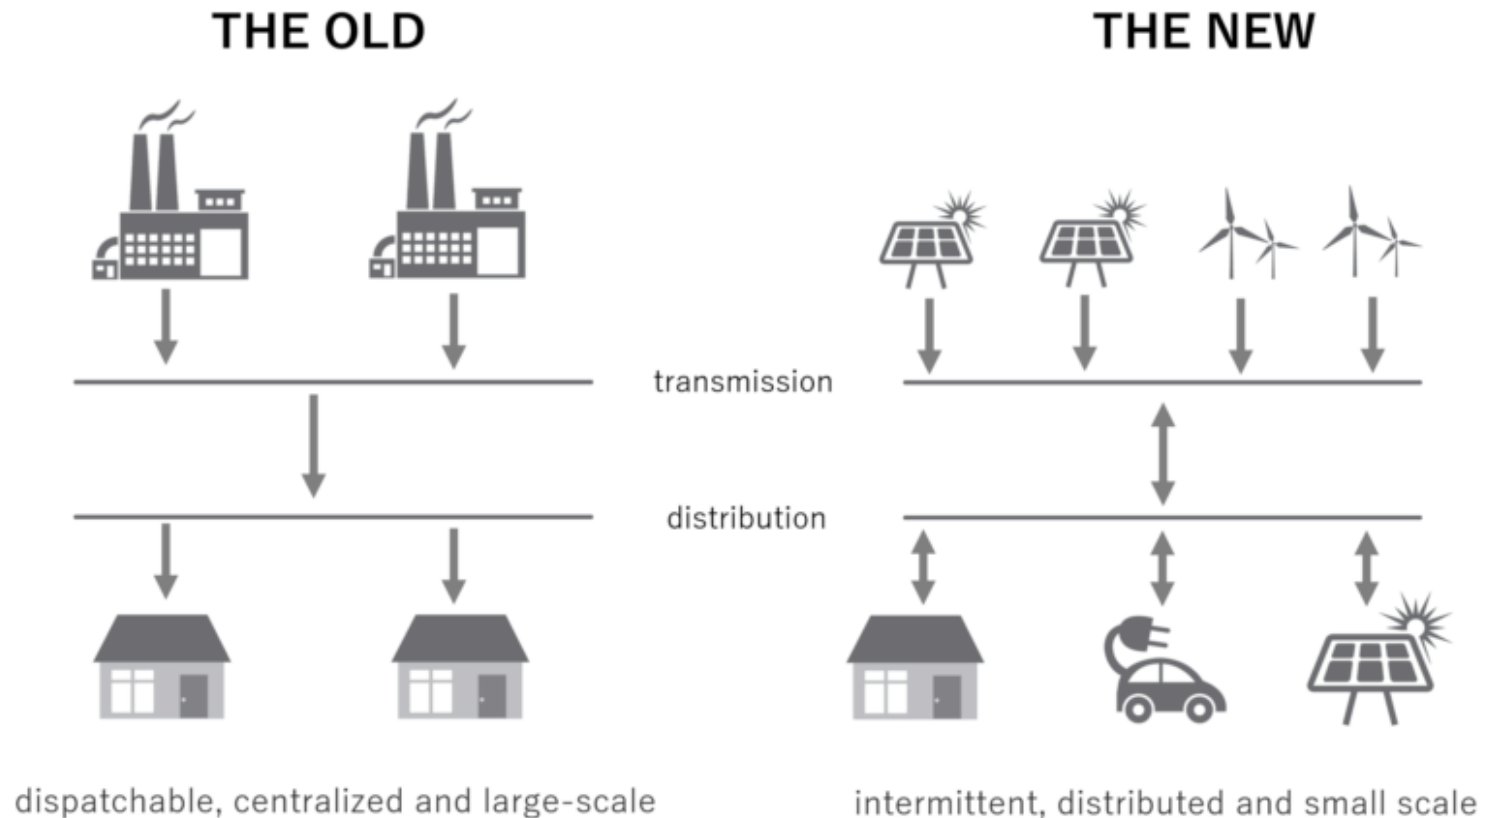 THE OLD
THE NEW
transmission
distribution
dispatchable, centralized and large-scale
intermittent, distributed and small scale